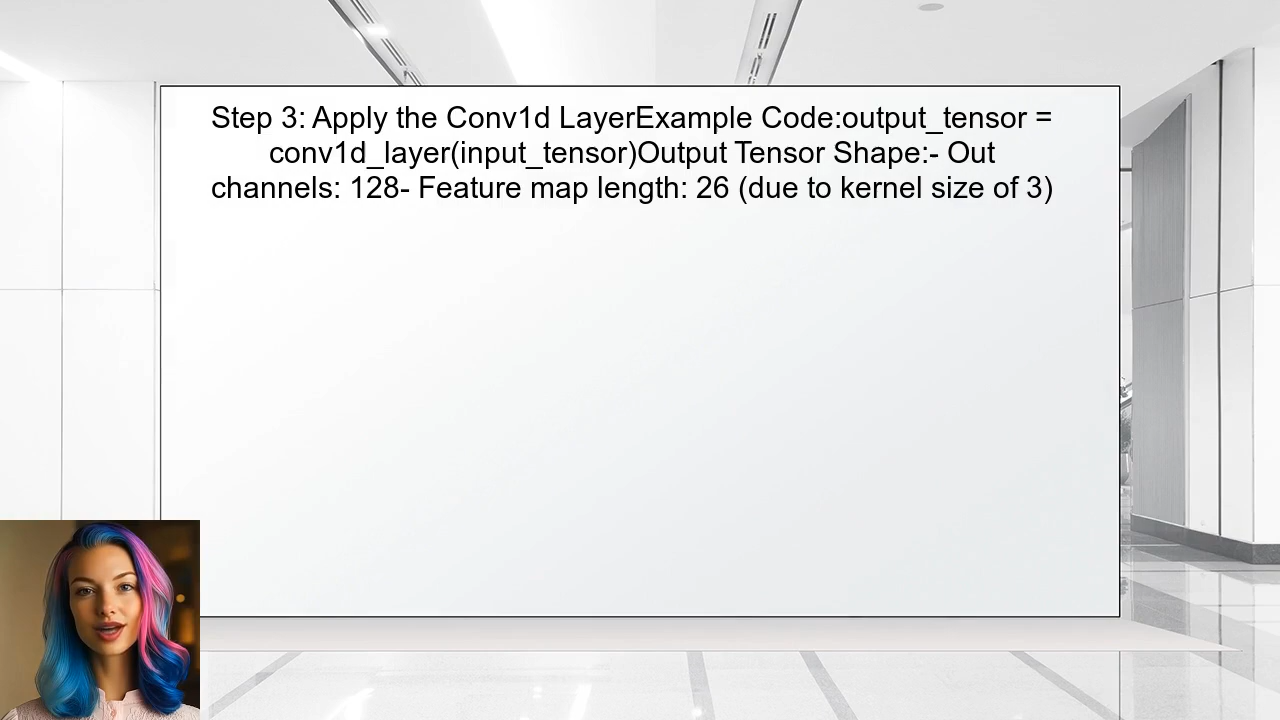 Step 3: Apply the Conv1d LayerExample Code:output_tensor =
conv1d_layer(input_tensor)Output Tensor Shape:- Out
channels: 128- Feature map length: 26 (due to kernel size of 3)